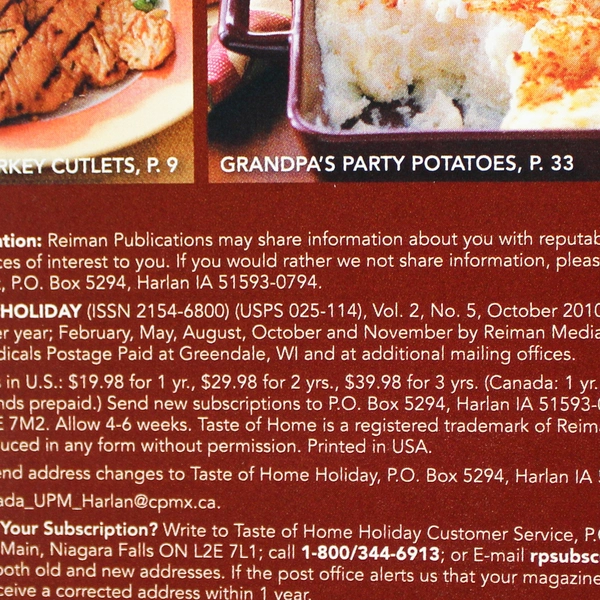 RKEY CUTLETS, P. 9
GRANDPA'S PARTY POTATOES, P. 33
ation: Reiman Publications may share information about you with reputab
ces of interest to you. If you would rather we not share information, pleas
, P.O. Box 5294, Harlan IA 51593-0794.
HOLIDAY (ISSN 2154-6800) (USPS 025-114), Vol. 2, No. 5, October 2010
er year; February, May, August, October and November by Reiman Media
dicals Postage Paid at Greendale, WI and at additional mailing offices.
s in U.S.: $19.98 for 1 yr., $29.98 for 2 yrs., $39.98 for 3 yrs. (Canada: 1 yr.
nds prepaid.) Send new subscriptions to P.O. Box 5294, Harlan IA 51593-0
E 7M2. Allow 4-6 weeks. Taste of Home is a registered trademark of Reima
uced in any form without permission. Printed in USA.
end address changes to Taste of Home Holiday, P.O. Box 5294, Harlan IA 5
ada_UPM_Harlan@cpmx.ca.
Your Subscription? Write to Taste of Home Holiday Customer Service, P.O
Main, Niagara Falls ON L2E 7L1; call 1-800/344-6913; or E-mail rpsubsc
both old and new addresses. If the post office alerts us that your magazine
ceive a corrected address within 1 year.